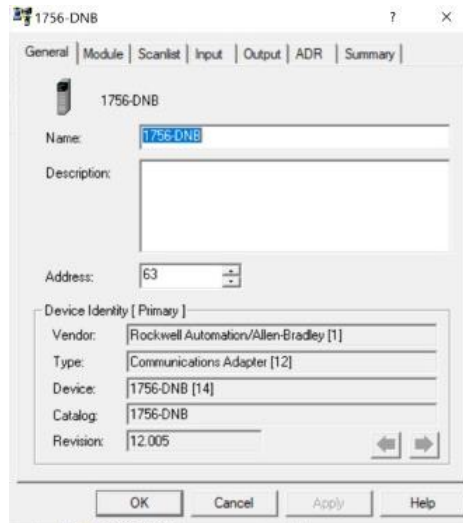 1756-DNB ? ×
General Module Scanlist Input Output ADR Summary
1756-DNB
Name: 1756-DNB
Description:
Address: 63
Device Identity [ Primary ]
Vendor: Rockwell Automation/Allen-Bradley [1]
Type: Communications Adapter [12]
Device: 1756-DNB [14]
Catalog: 1756-DNB
Revision: 12.005
OK Cancel Apply Help